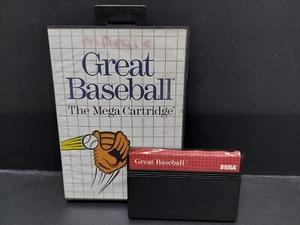 Great
Baseball
The Mega Cartridge
Great Baseball
SEGA